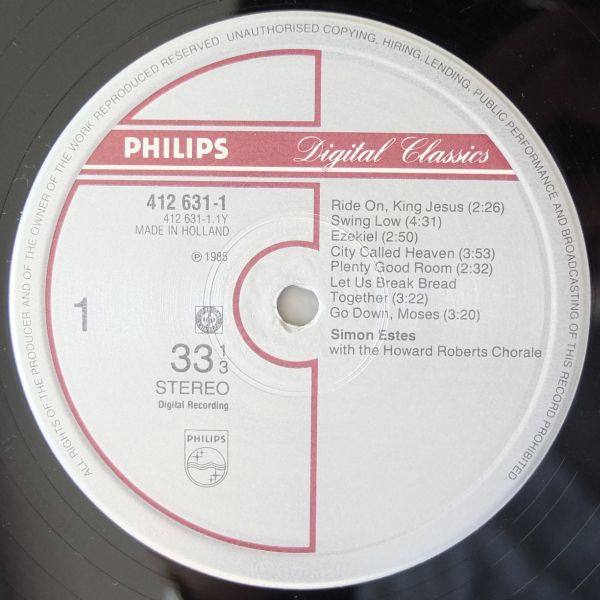 ALL RIGHTS OF THE PRODUCER AND OF THE OWNER OF THE WORK REPRODUCED RESERVED. UNAUTHORISED COPYING, HIRING, LENDING, PUBLIC PERFORMANCE AND BROADCASTING OF THIS RECORD PROHIBITED.
PHILIPS Digital Classics
412 631-1
412 631-1.1Y
MADE IN HOLLAND
℗ 1985
1
33 1/3
STEREO
Digital Recording
PHILIPS
Ride On, King Jesus (2:26)
Swing Low (4:31)
Ezekiel (2:50)
City Called Heaven (3:53)
Plenty Good Room (2:32)
Let Us Break Bread
Together (3:22)
Go Down, Moses (3:20)
Simon Estes
with the Howard Roberts Chorale